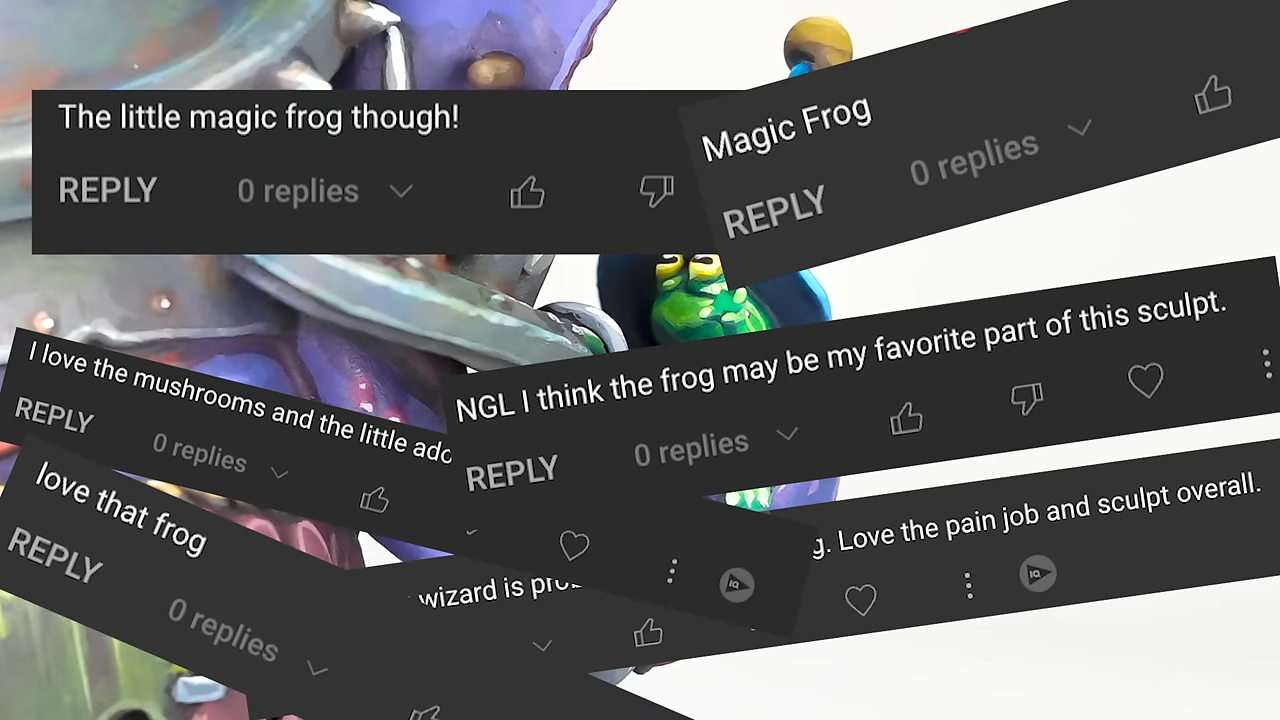 The little magic frog though!
REPLY
0 replies
Magic Frog
REPLY
0 replies
NGL I think the frog may be my favorite part of this sculpt.
REPLY
0 replies
I love the mushrooms and the little
REPLY
0 replies
love that frog
REPLY
0 replies
wizard is
Love the pain job and sculpt overall.
IQ
IQ